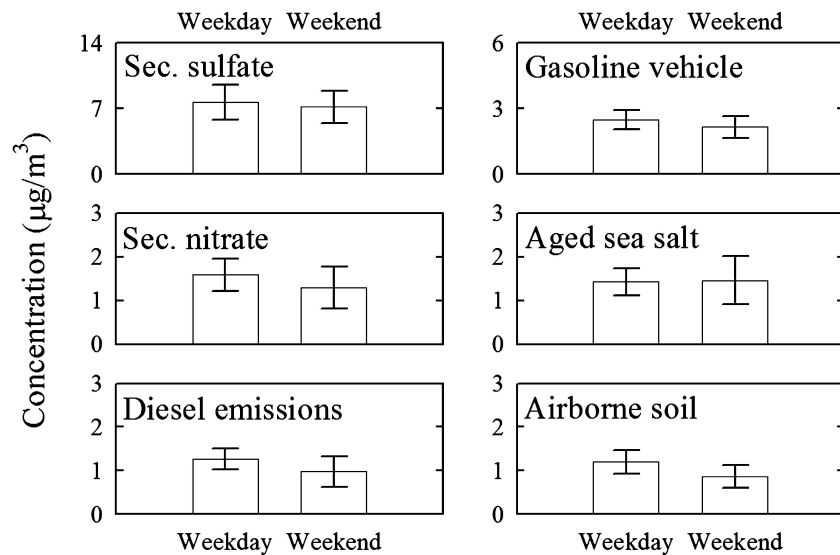 Weekday Weekend
Weekday Weekend
Concentration (μg/m³)
14
7
0
Sec. sulfate
6
3
0
Gasoline vehicle
3
2
1
0
Sec. nitrate
3
2
1
0
Aged sea salt
3
2
1
0
Diesel emissions
3
2
1
0
Airborne soil
Weekday Weekend
Weekday Weekend